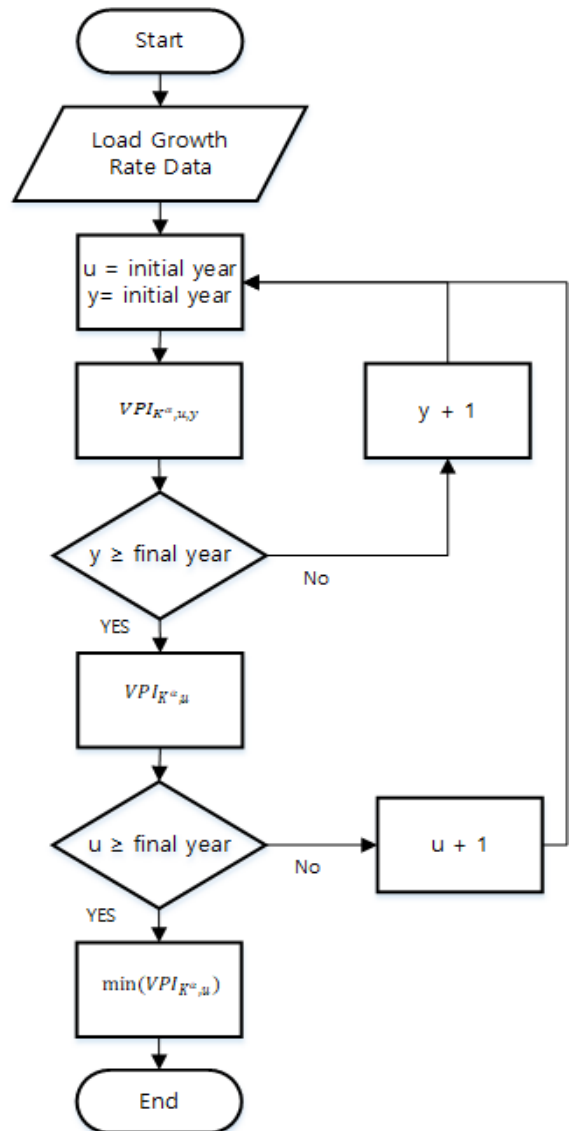 Start
Load Growth
Rate Data
u = initial year
y= initial year
VPI_{K^α,u,y}
y + 1
y ≥ final year
No
YES
VPI_{K^α,u}
u ≥ final year
No
u + 1
YES
min(VPI_{K^α,u})
End